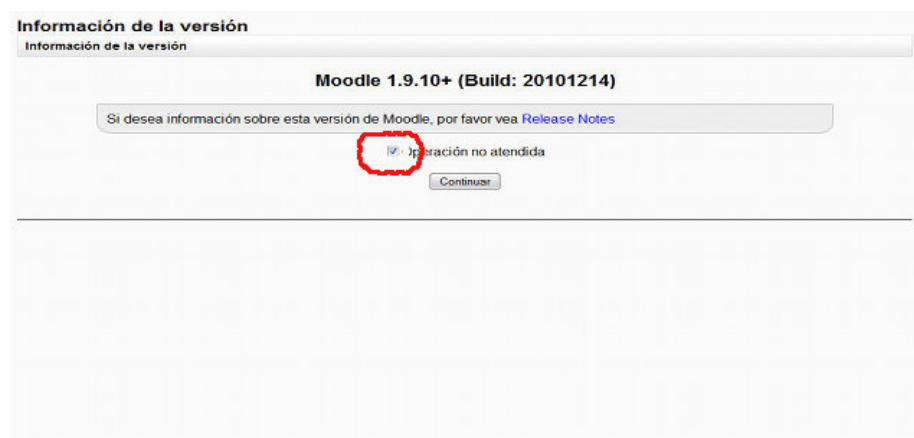 Información de la versión
Información de la versión
Moodle 1.9.10+ (Build: 20101214)
Si desea información sobre esta versión de Moodle, por favor vea Release Notes
Operación no atendida
Continuar